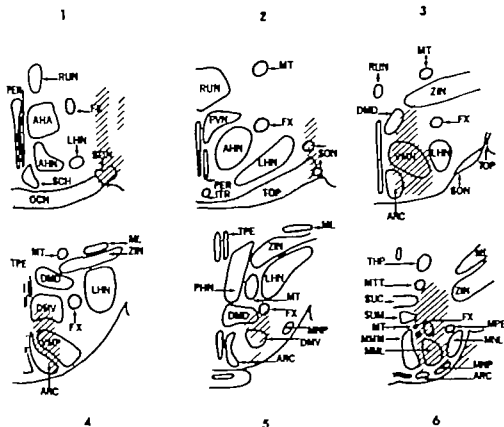 1
2
3
RUN
PER
FX
AHA
LHN
AHN
SON
SCH
OCN
MT
RUN
PVN
FX
AHN
SON
LHN
PER
ITR
TOP
MT
RUN
ZIN
DMD
FX
VMN
LHN
TOP
SON
ARC
ML
MT
ZIN
TPE
DMD
LHN
DMV
FX
VMP
ARC
TPE
ML
ZIN
PHN
LHN
MT
DMD
FX
MNP
DMV
ARC
THP
ML
MTT
ZIN
SUC
SUM
FX
MT
MPE
MMM
MNL
MML
MNP
ARC
4
5
6